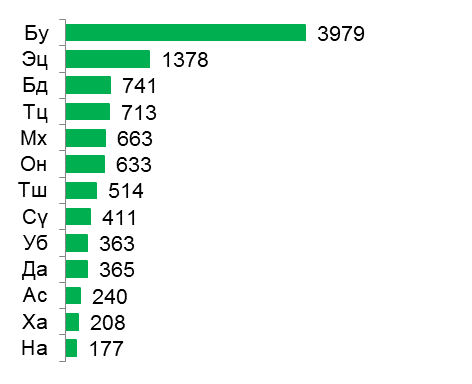 Бу 3979
Эц 1378
Бд 741
Тц 713
Мх 663
Он 633
Тш 514
Сү 411
Уб 363
Да 365
Ас 240
Ха 208
На 177